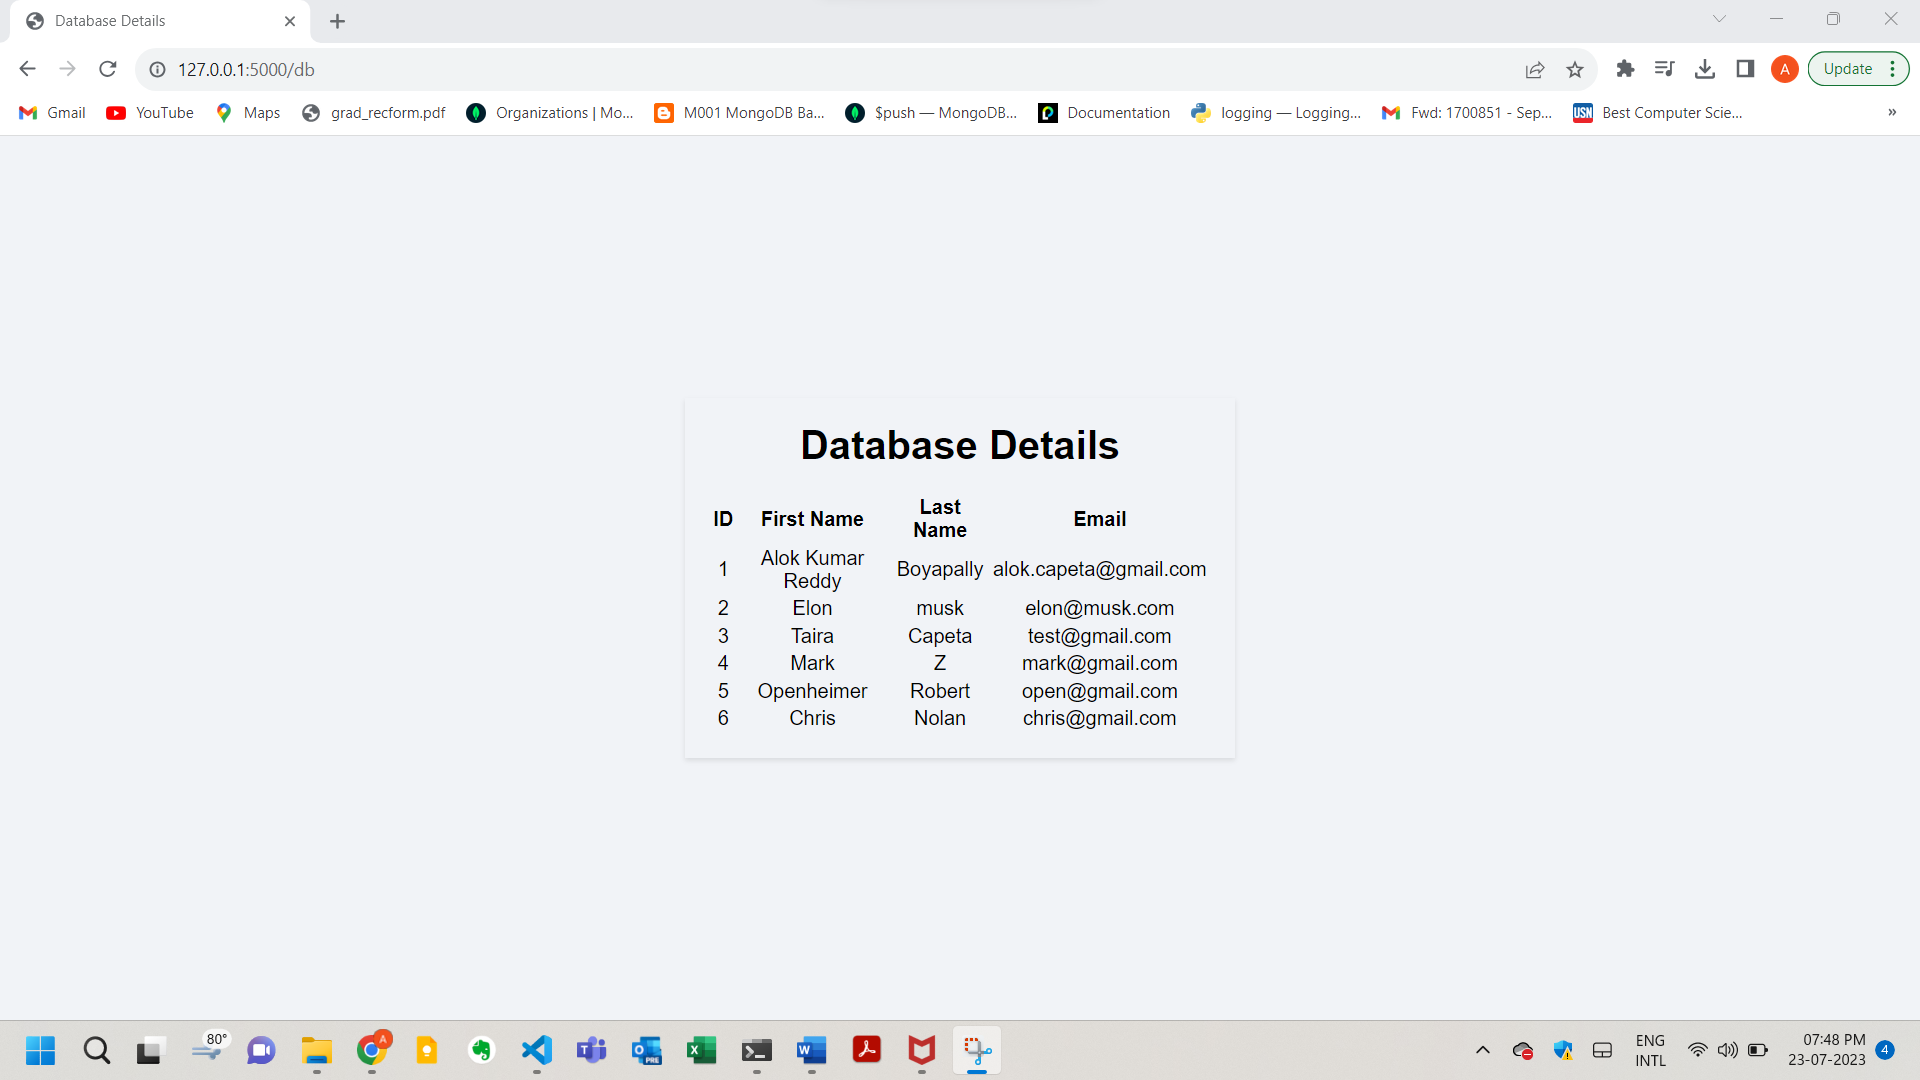 Database Details
127.0.0.1:5000/db
A
Update
Gmail YouTube Maps grad_recform.pdf Organizations | Mo... M001 MongoDB Ba... $push — MongoDB... Documentation logging — Logging... Fwd: 1700851 - Sep... USN Best Computer Scie... »
Database Details
ID First Name Last Name Email
1 Alok Kumar Reddy Boyapally alok.capeta@gmail.com
2 Elon musk elon@musk.com
3 Taira Capeta test@gmail.com
4 Mark Z mark@gmail.com
5 Openheimer Robert open@gmail.com
6 Chris Nolan chris@gmail.com
80°
A
PRE
ENG
INTL
07:48 PM
23-07-2023
4